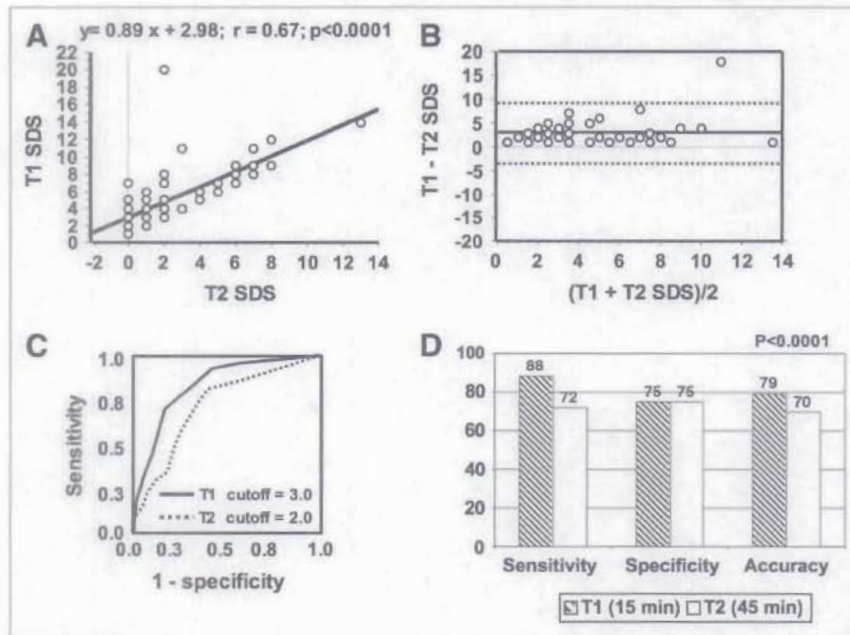 A
y= 0.89 x + 2.98; r = 0.67; p<0.0001
T1 SDS
22
20
18
16
14
12
10
8
6
4
2
0
-2 0 2 4 6 8 10 12 14
T2 SDS
B
T1 - T2 SDS
20
15
10
5
0
-5
-10
-15
-20
0 2 4 6 8 10 12 14
(T1 + T2 SDS)/2
C
Sensitivity
1.0
0.8
0.5
0.3
0.0
T1 cutoff = 3.0
T2 cutoff = 2.0
0.0 0.3 0.5 0.8 1.0
1 - specificity
D
P<0.0001
100
80
60
40
20
0
88
72
75
75
79
70
Sensitivity Specificity Accuracy
T1 (15 min) T2 (45 min)